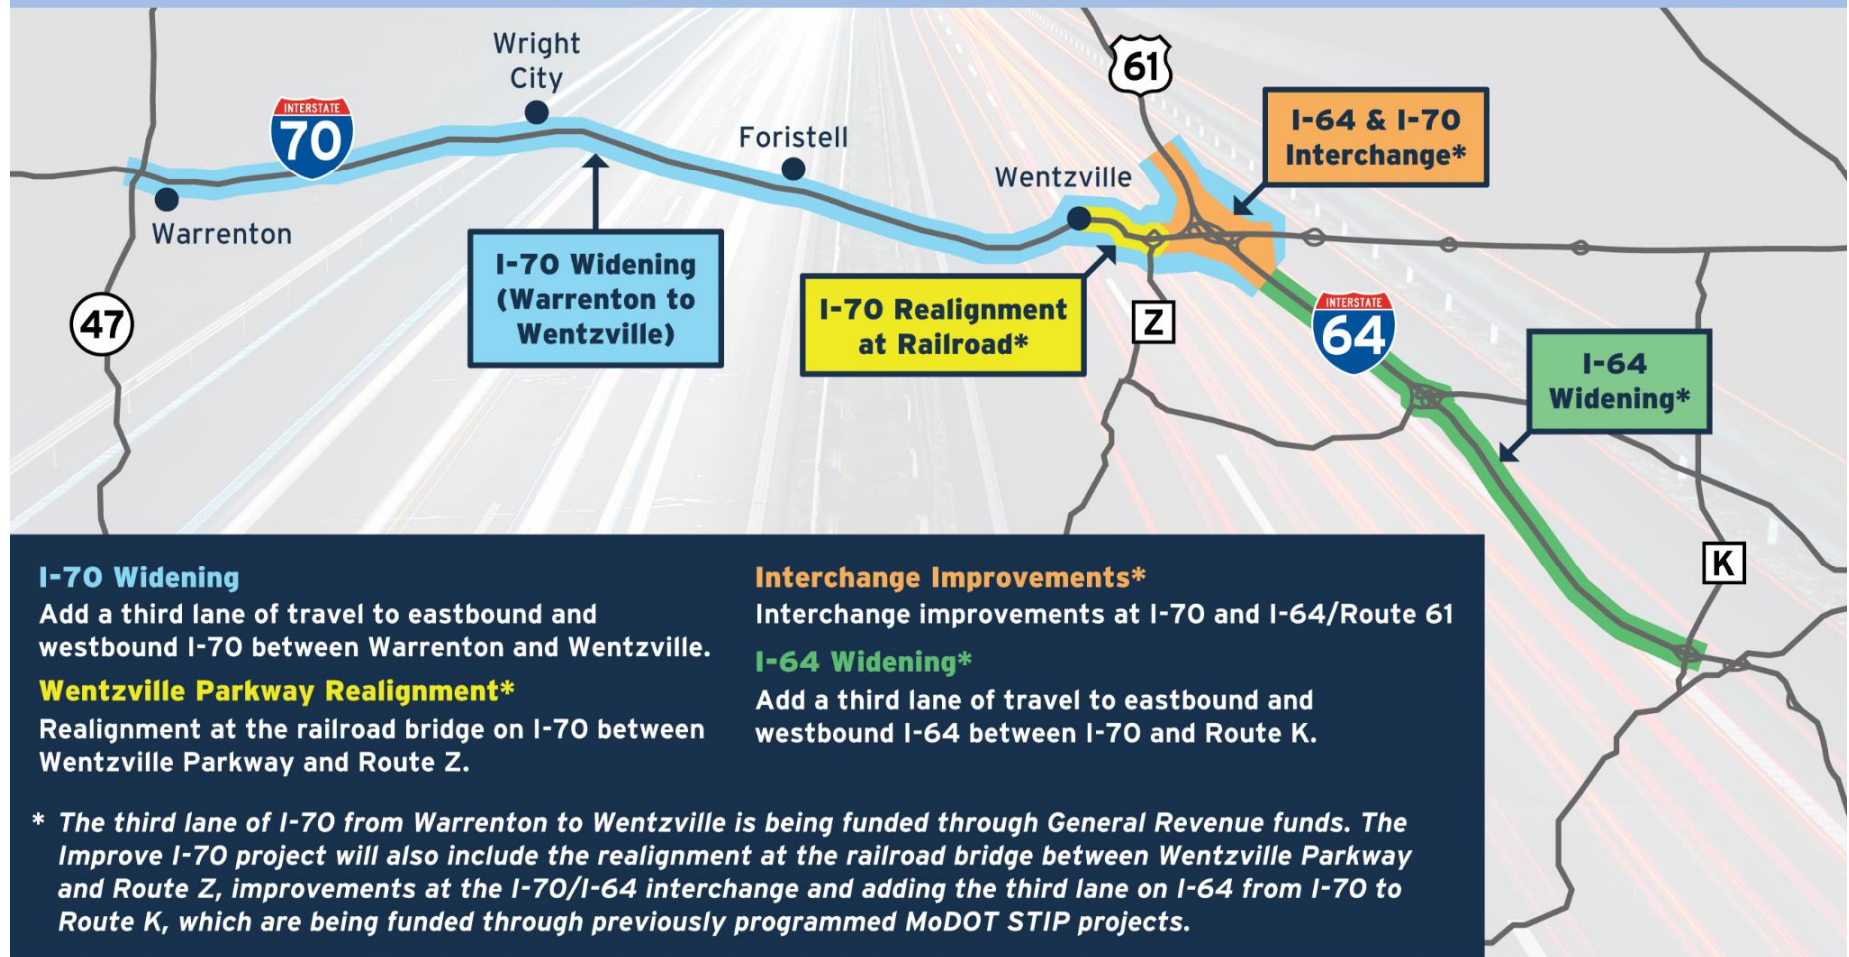 Wright
City
61
INTERSTATE
70
I-64 & I-70
Interchange*
Foristell
Wentzville
Warrenton
I-70 Widening
(Warrenton to
Wentzville)
I-70 Realignment
at Railroad*
Z
INTERSTATE
64
47
I-64
Widening*
K
I-70 Widening
Add a third lane of travel to eastbound and
westbound I-70 between Warrenton and Wentzville.
Wentzville Parkway Realignment*
Realignment at the railroad bridge on I-70 between
Wentzville Parkway and Route Z.
Interchange Improvements*
Interchange improvements at I-70 and I-64/Route 61
I-64 Widening*
Add a third lane of travel to eastbound and
westbound I-64 between I-70 and Route K.
* The third lane of I-70 from Warrenton to Wentzville is being funded through General Revenue funds. The
Improve I-70 project will also include the realignment at the railroad bridge between Wentzville Parkway
and Route Z, improvements at the I-70/I-64 interchange and adding the third lane on I-64 from I-70 to
Route K, which are being funded through previously programmed MoDOT STIP projects.